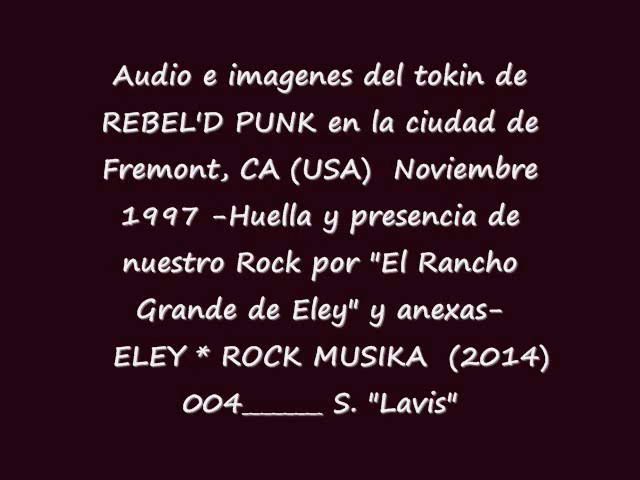 Audio e imagenes del tokin de
REBEL'D PUNK en la ciudad de
Fremont, CA (USA)  Noviembre
1997 -Huella y presencia de
nuestro Rock por "El Rancho
Grande de Eley" y anexas-
ELEY * ROCK MUSIKA  (2014)
004_______ S. "Lavis"